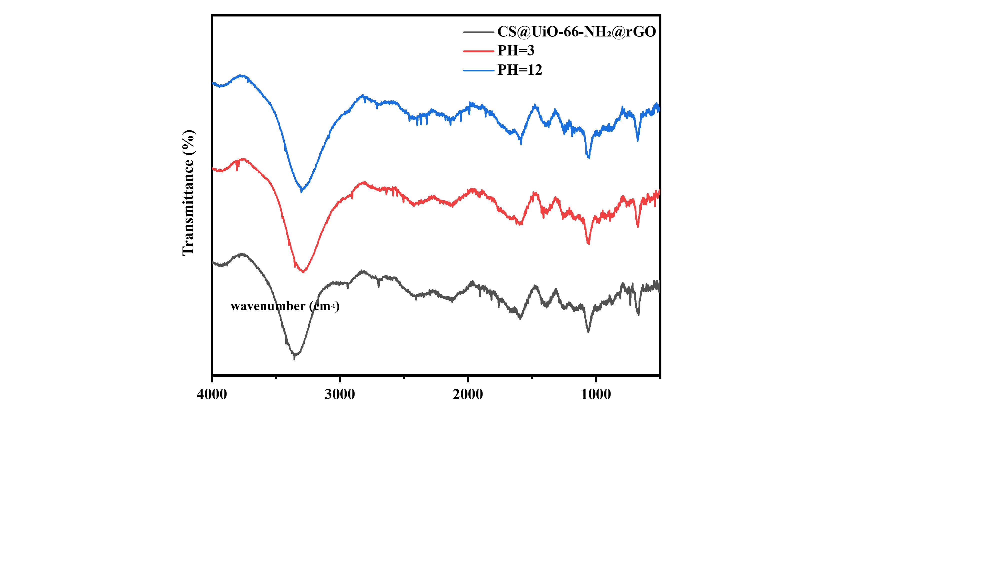 CS@UiO-66-NH₂@rGO
PH=3
PH=12
Transmittance (%)
wavenumber (cm⁻¹)
4000 3000 2000 1000